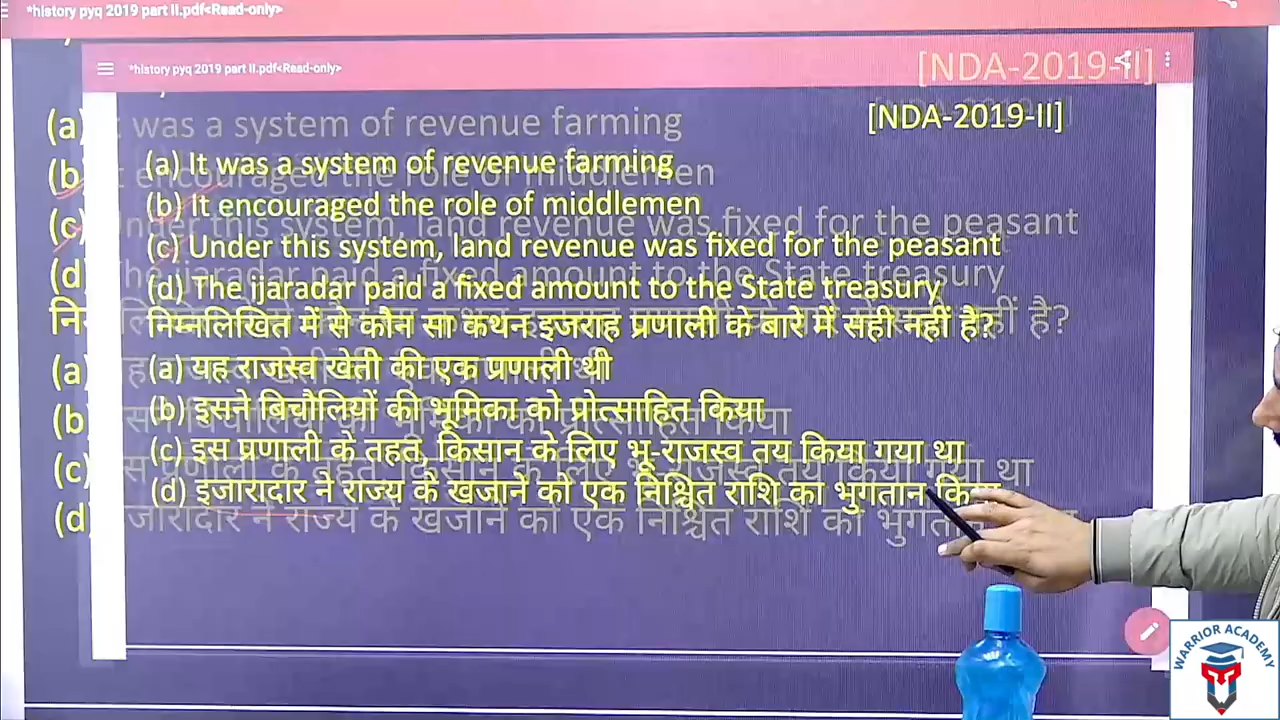 *history pyq 2019 part II.pdf<Read-only>
*history pyq 2019 part II.pdf<Read-only>
[NDA-2019-II]
[NDA-2019-II]
(a) It was a system of revenue farming
(b) It encouraged the role of middlemen
(c) Under this system, land revenue was fixed for the peasant
(d) The ijaradar paid a fixed amount to the State treasury
निम्नलिखित में से कौन सा कथन इजराह प्रणाली के बारे में सही नहीं है?
(a) यह राजस्व खेती की एक प्रणाली थी
(b) इसने बिचौलियों की भूमिका को प्रोत्साहित किया
(c) इस प्रणाली के तहत, किसान के लिए भू-राजस्व तय किया गया था
(d) इजारादार ने राज्य के खजाने को एक निश्चित राशि का भुगतान किया
WARRIOR ACADEMY